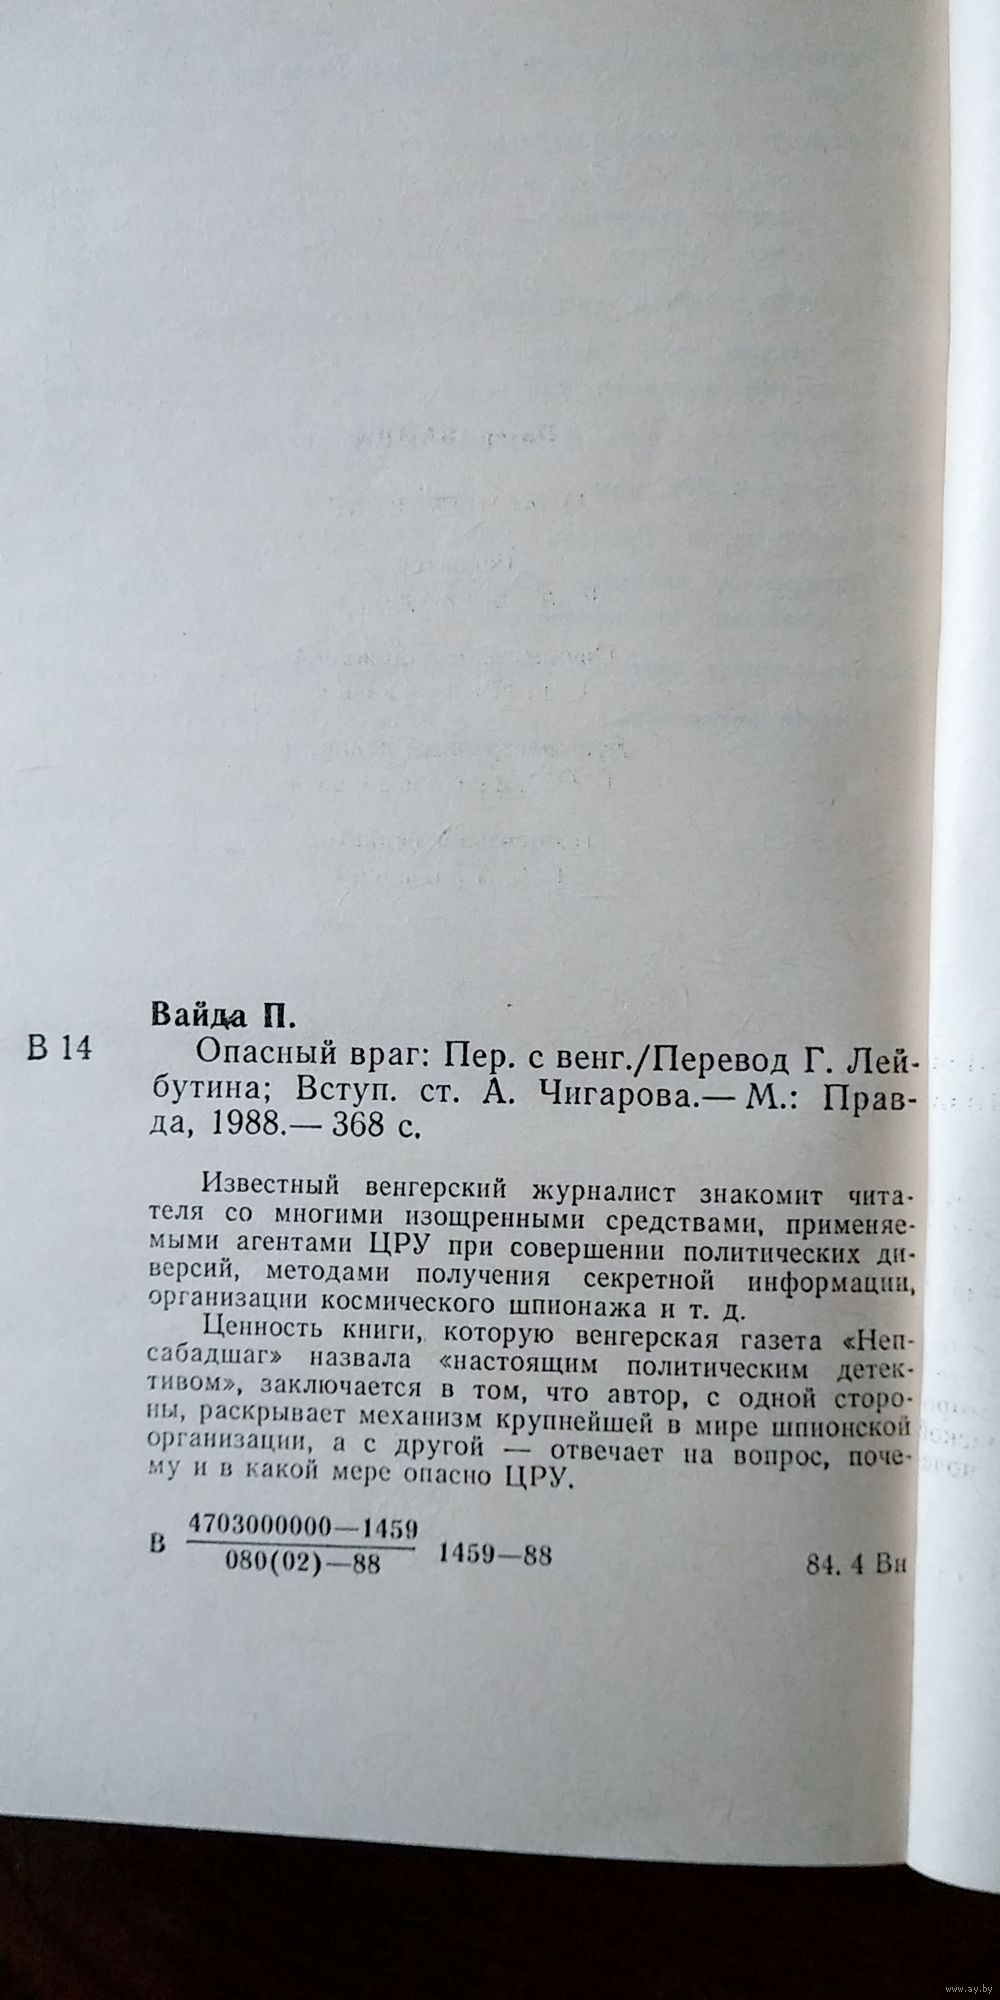 Вайда П.
В 14
Опасный враг: Пер. с венг./Перевод Г. Лей-
бутина; Вступ. ст. А. Чигарова.— М.: Прав-
да, 1988.— 368 с.
Известный венгерский журналист знакомит чита-
теля со многими изощренными средствами, применяе-
мыми агентами ЦРУ при совершении политических ди-
версий, методами получения секретной информации,
организации космического шпионажа и т. д.
Ценность книги, которую венгерская газета «Неп-
сабадшаг» назвала «настоящим политическим детек-
тивом», заключается в том, что автор, с одной сторо-
ны, раскрывает механизм крупнейшей в мире шпионской
организации, а с другой — отвечает на вопрос, поче-
му и в какой мере опасно ЦРУ.
В 4703000000—1459
080(02)—88
1459—88
84. 4 Вн
www.ay.by